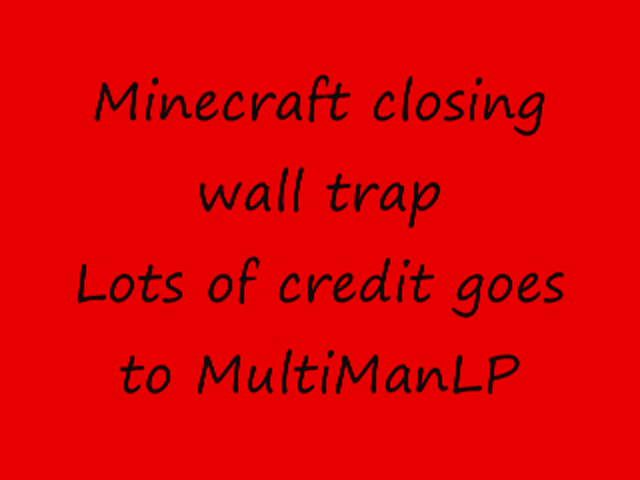 Minecraft closing
wall trap
Lots of credit goes
to MultiManLP